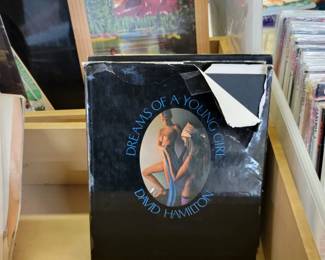 DREAMS OF A YOUNG GIRL
DAVID HAMILTON